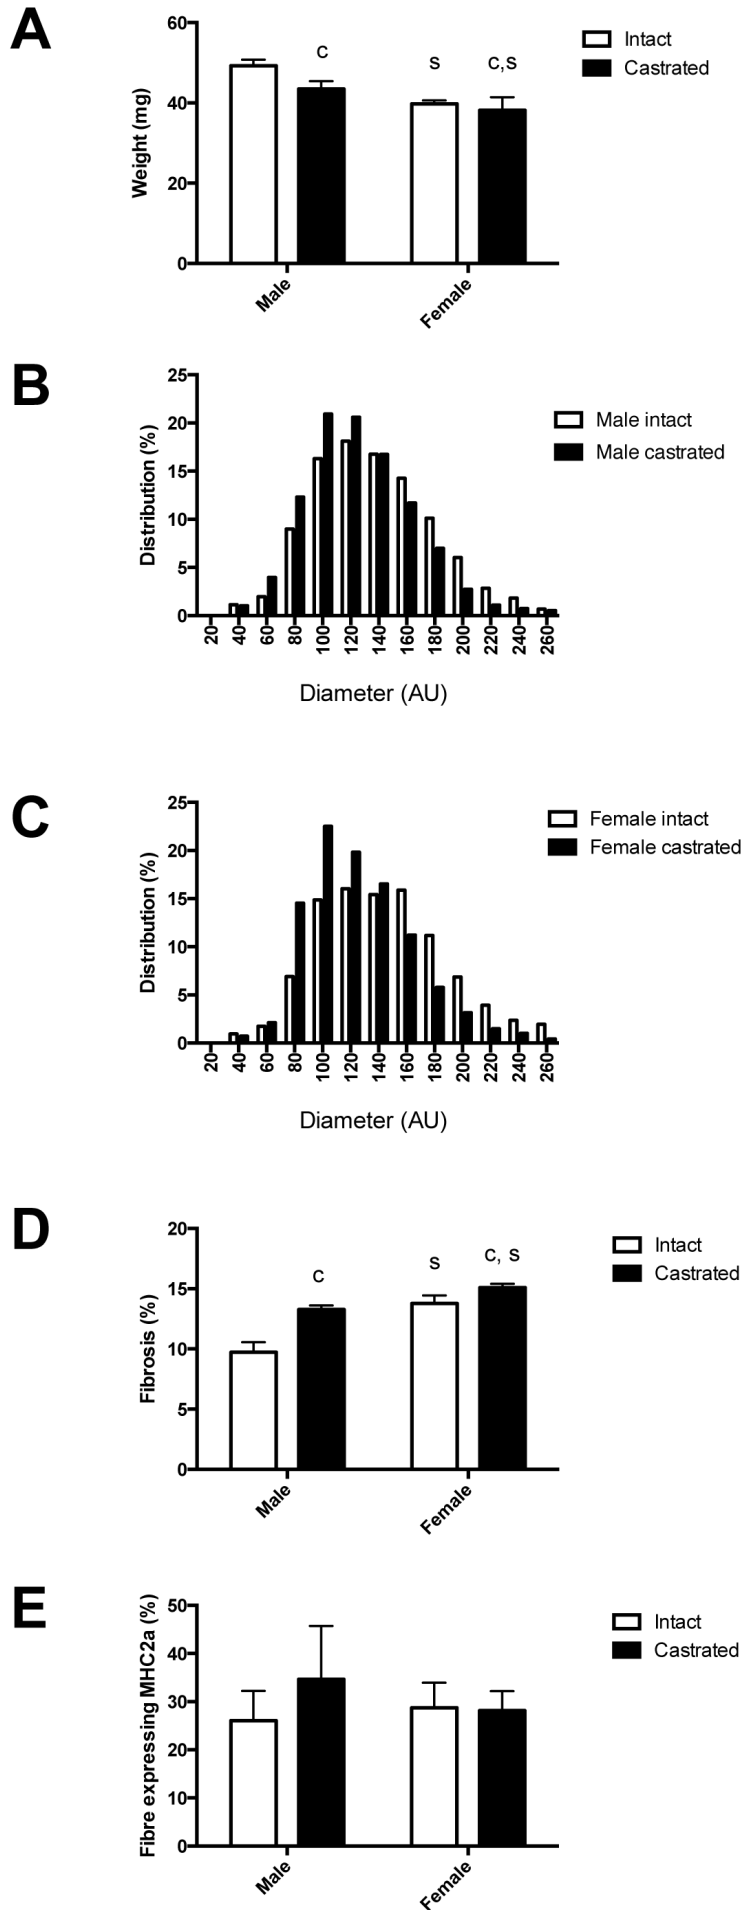 A
Weight (mg)
60
40
20
0
c
s
c,s
Male
Female
Intact
Castrated
B
Distribution (%)
25
20
15
10
5
0
20 40 60 80 100 120 140 160 180 200 220 240 260
Diameter (AU)
Male intact
Male castrated
C
Distribution (%)
25
20
15
10
5
0
20 40 60 80 100 120 140 160 180 200 220 240 260
Diameter (AU)
Female intact
Female castrated
D
Fibrosis (%)
20
15
10
5
0
c
s
c, s
Male
Female
Intact
Castrated
E
Fibre expressing MHC2a (%)
50
40
30
20
10
0
Male
Female
Intact
Castrated